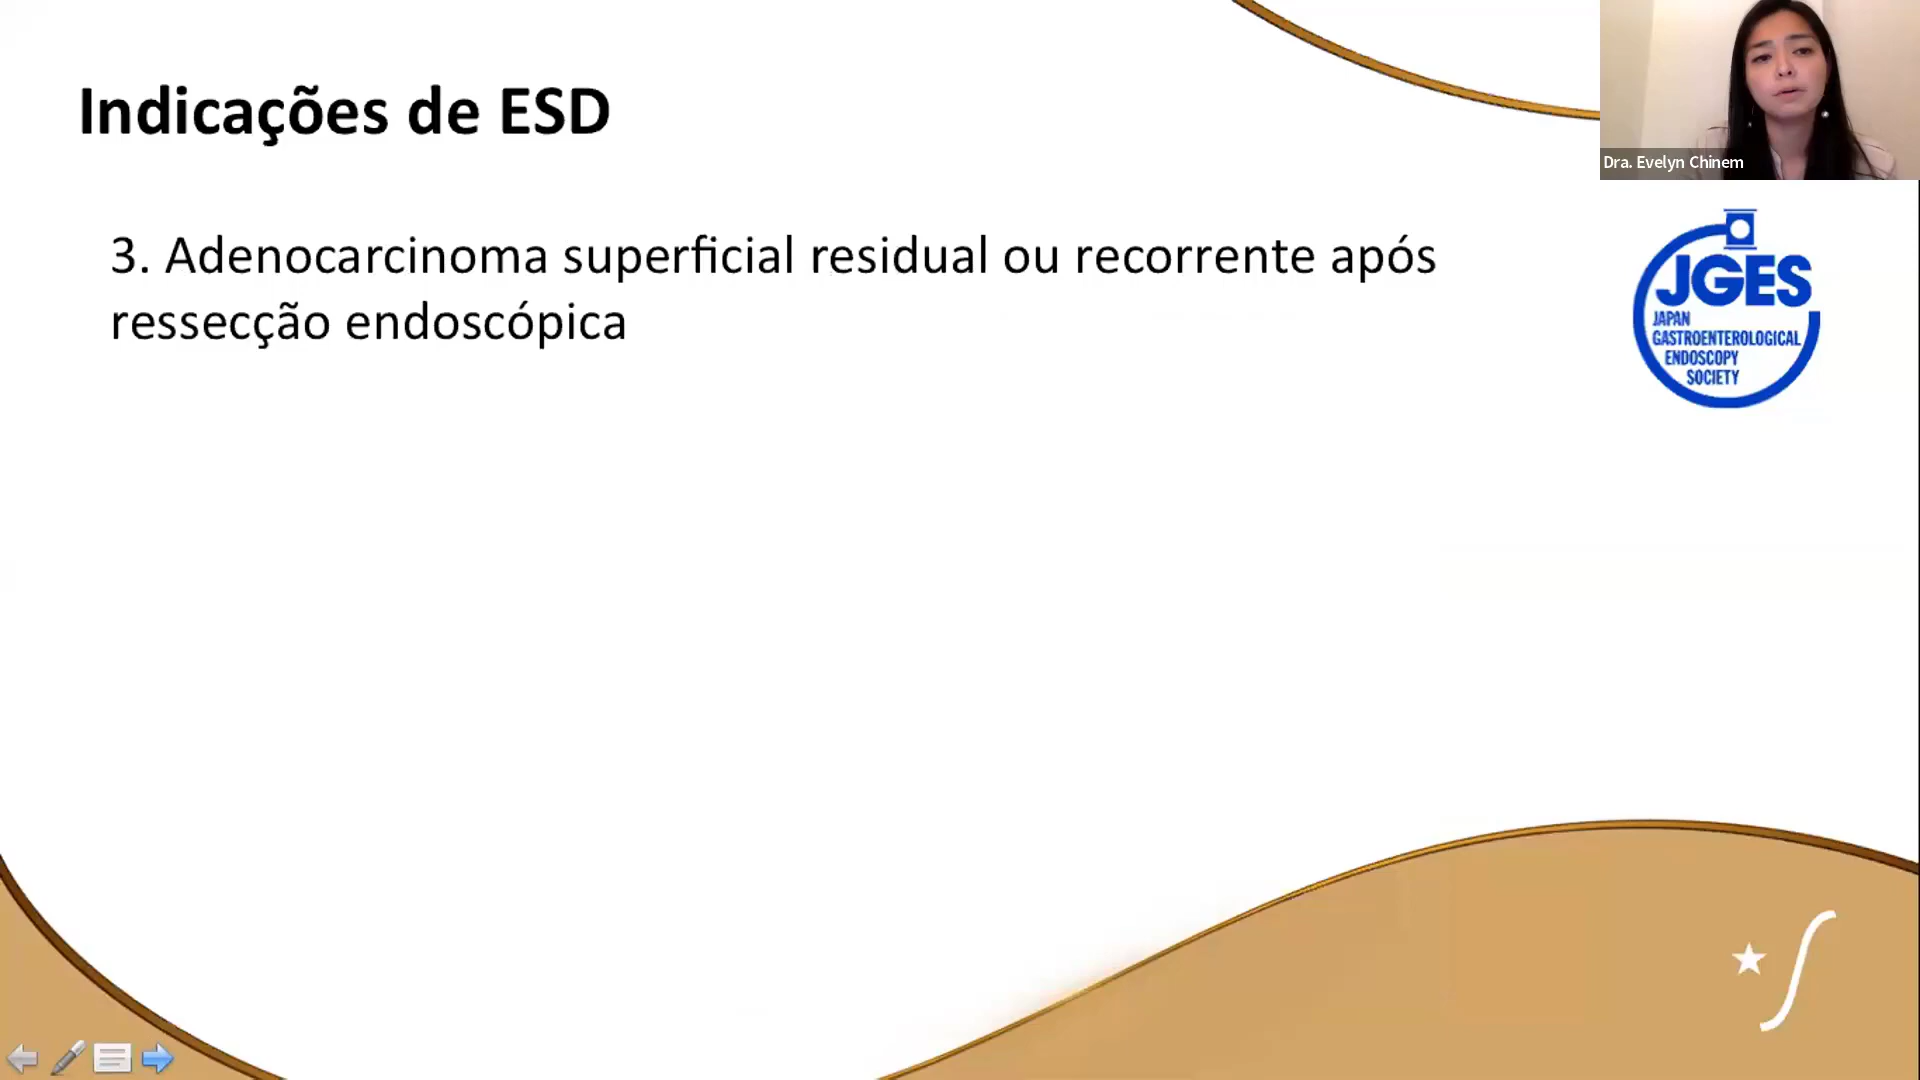 Indicações de ESD
Dra. Evelyn Chinem
3. Adenocarcinoma superficial residual ou recorrente após
ressecção endoscópica
JGES
JAPAN
GASTROENTEROLOGICAL
ENDOSCOPY
SOCIETY